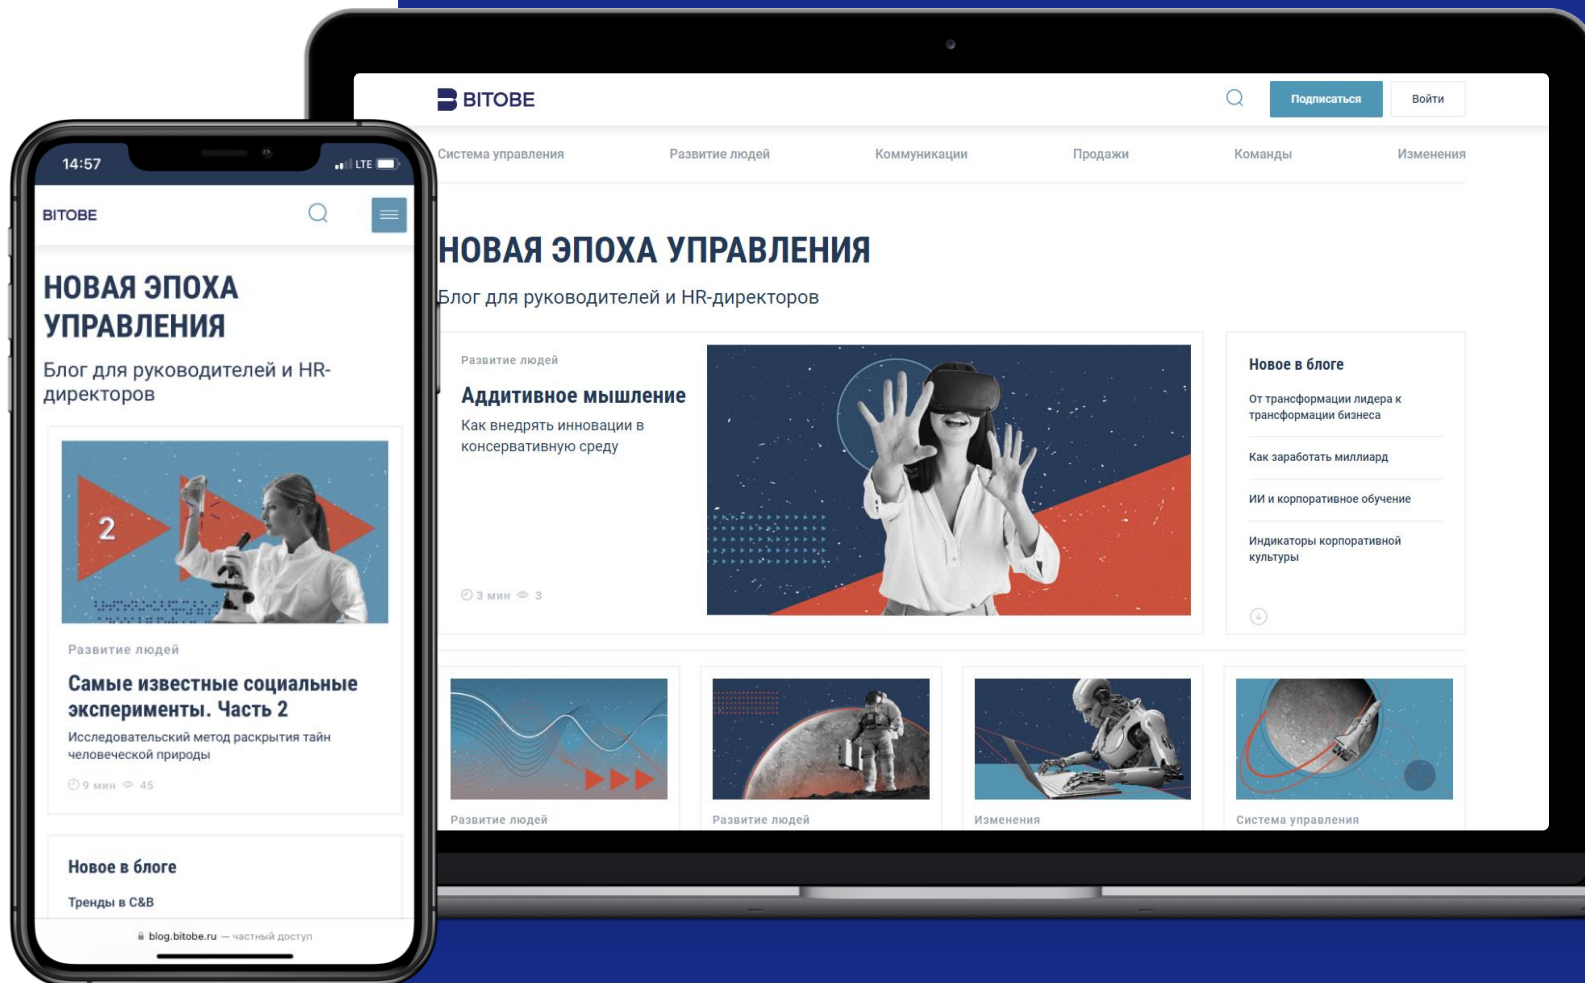 14:57
LTE
BITOBE
НОВАЯ ЭПОХА
УПРАВЛЕНИЯ
Блог для руководителей и HR-
директоров
2
Развитие людей
Самые известные социальные
эксперименты. Часть 2
Исследовательский метод раскрытия тайн
человеческой природы
9 мин 45
Новое в блоге
Тренды в C&B
blog.bitobe.ru — частный доступ
BITOBE
Подписаться
Войти
Система управления
Развитие людей
Коммуникации
Продажи
Команды
Изменения
НОВАЯ ЭПОХА УПРАВЛЕНИЯ
Блог для руководителей и HR-директоров
Развитие людей
Аддитивное мышление
Как внедрять инновации в
консервативную среду
3 мин 3
Новое в блоге
От трансформации лидера к
трансформации бизнеса
Как заработать миллиард
ИИ и корпоративное обучение
Индикаторы корпоративной
культуры
Развитие людей
Развитие людей
Изменения
Система управления